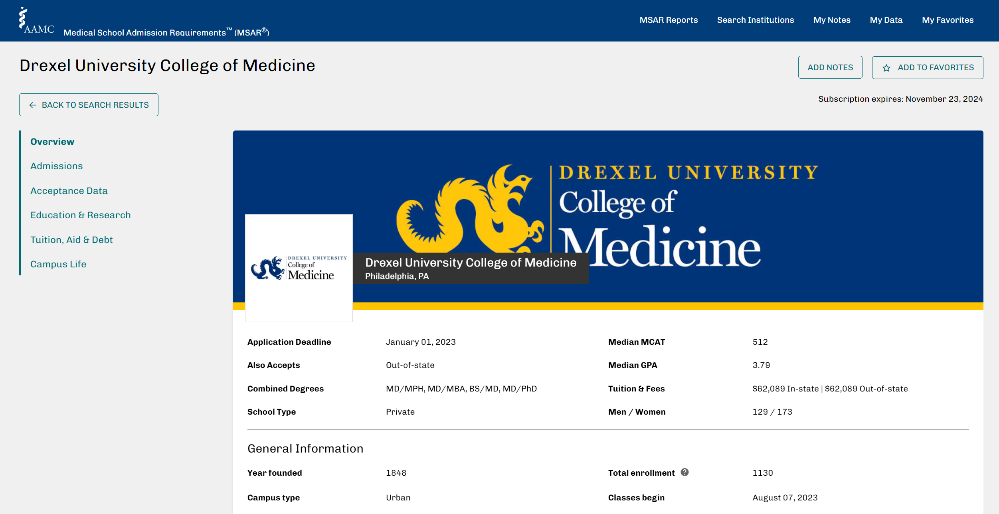 AAMC
Medical School Admission Requirements™ (MSAR®)
MSAR Reports
Search Institutions
My Notes
My Data
My Favorites
Drexel University College of Medicine
ADD NOTES
ADD TO FAVORITES
← BACK TO SEARCH RESULTS
Subscription expires: November 23, 2024
Overview
Admissions
Acceptance Data
Education & Research
Tuition, Aid & Debt
Campus Life
DREXEL UNIVERSITY
College of
Medicine
DREXEL UNIVERSITY
College of
Medicine
Drexel University College of Medicine
Philadelphia, PA
Application Deadline January 01, 2023 Median MCAT 512
Also Accepts Out-of-state Median GPA 3.79
Combined Degrees MD/MPH, MD/MBA, BS/MD, MD/PhD Tuition & Fees $62,089 In-state | $62,089 Out-of-state
School Type Private Men / Women 129 / 173
General Information
Year founded 1848 Total enrollment ? 1130
Campus type Urban Classes begin August 07, 2023